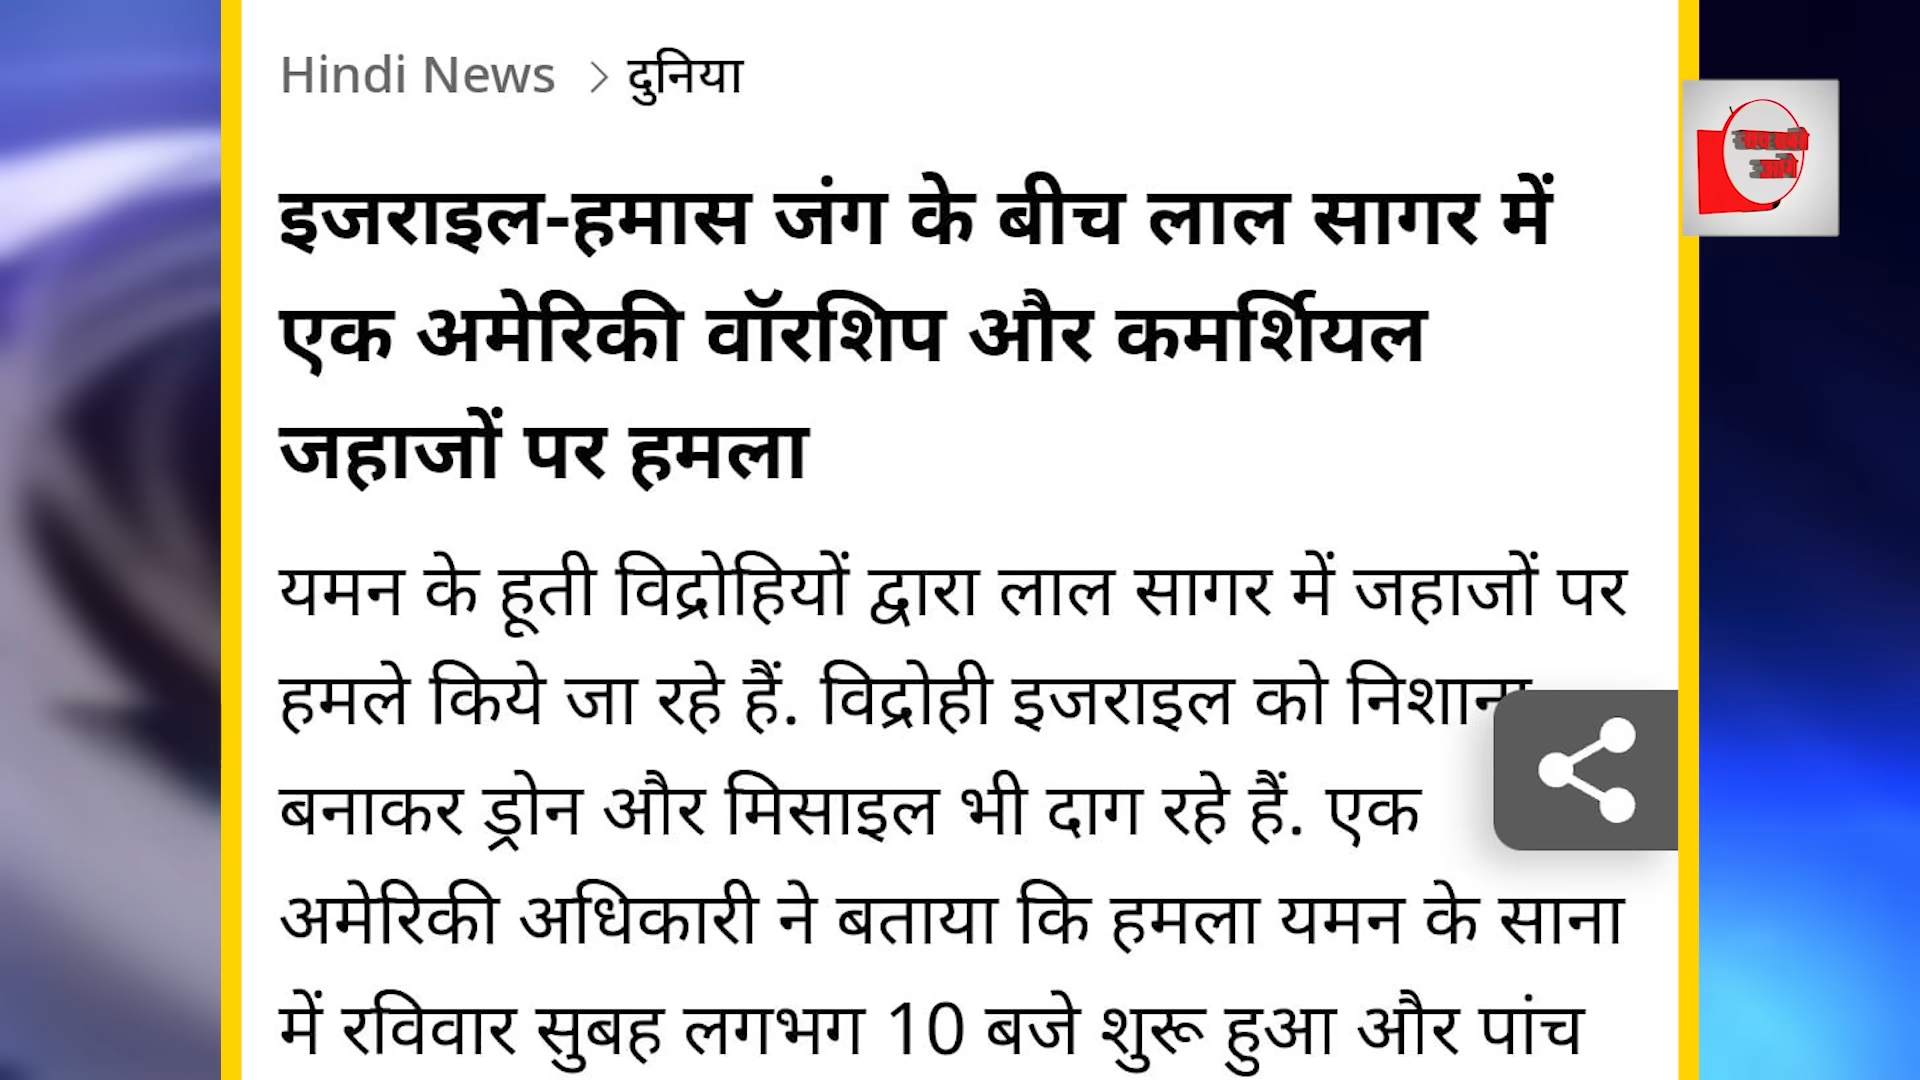 Hindi News > दुनिया
इजराइल-हमास जंग के बीच लाल सागर में
एक अमेरिकी वॉरशिप और कमर्शियल
जहाजों पर हमला
यमन के हूती विद्रोहियों द्वारा लाल सागर में जहाजों पर
हमले किये जा रहे हैं. विद्रोही इजराइल को निशाना
बनाकर ड्रोन और मिसाइल भी दाग रहे हैं. एक
अमेरिकी अधिकारी ने बताया कि हमला यमन के साना
में रविवार सुबह लगभग 10 बजे शुरू हुआ और पांच